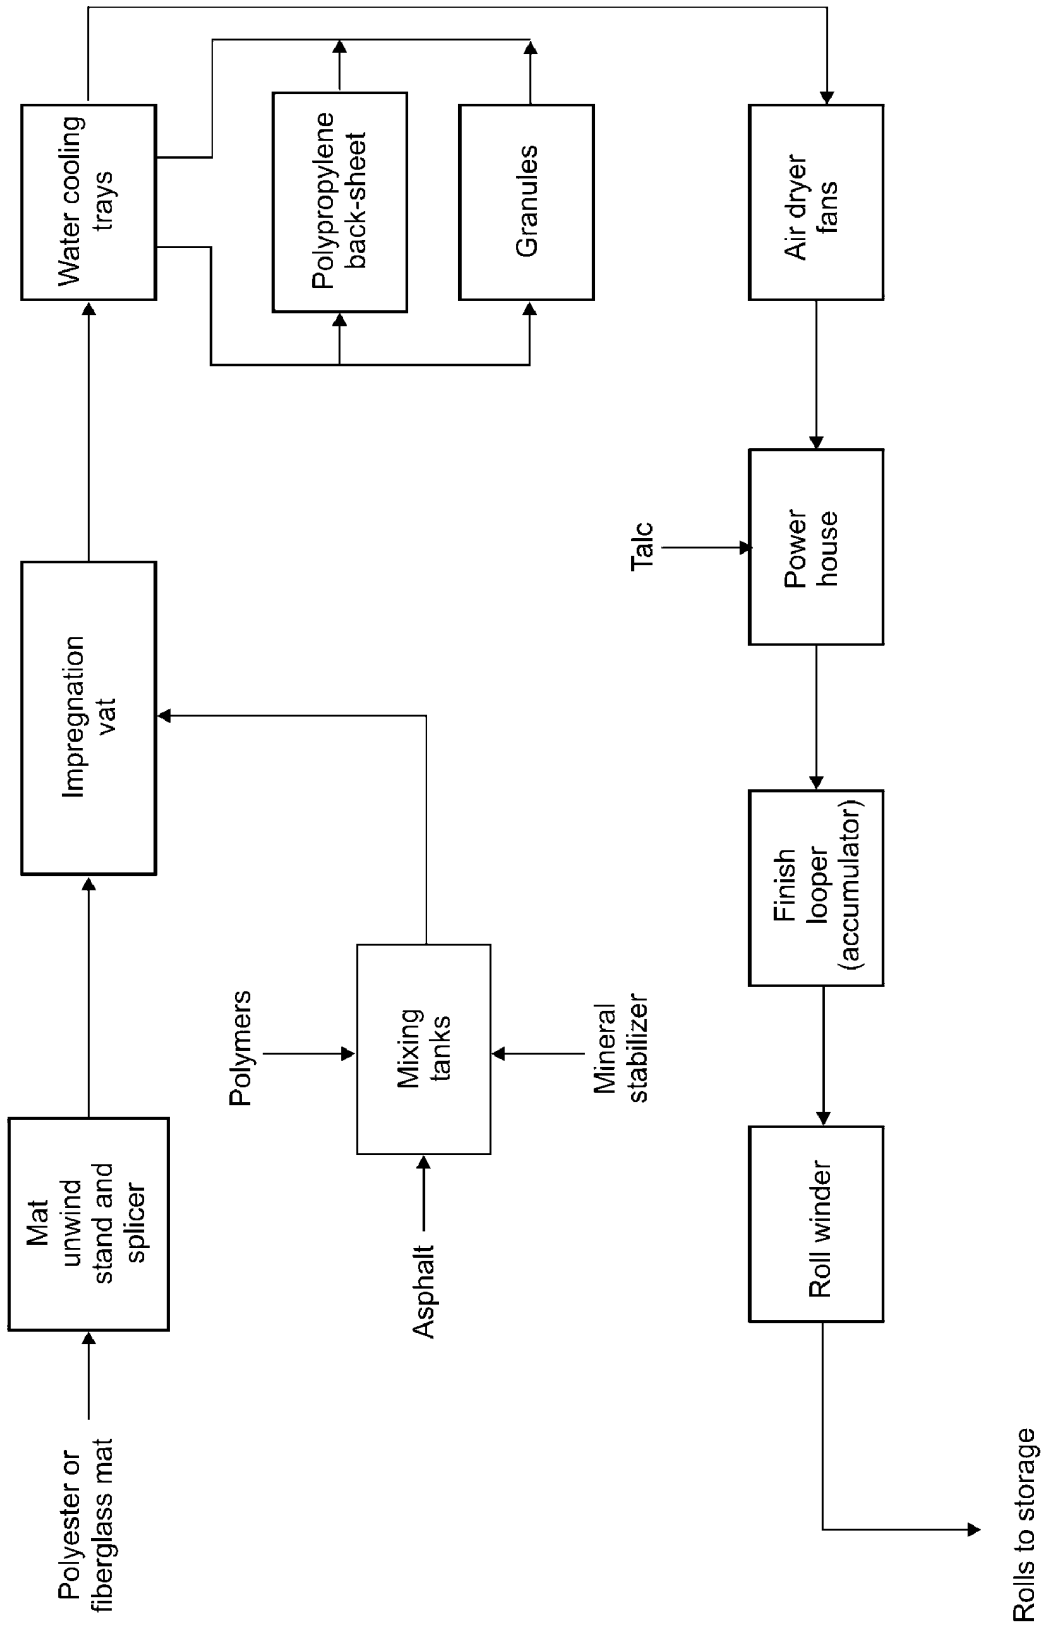 Polyester or
fiberglass mat
Mat
unwind
stand and
splicer
Impregnation
vat
Water cooling
trays
Polymers
Asphalt
Mixing
tanks
Mineral
stabilizer
Polypropylene
back-sheet
Granules
Talc
Rolls to storage
Roll winder
Finish
looper
(accumulator)
Power
house
Air dryer
fans